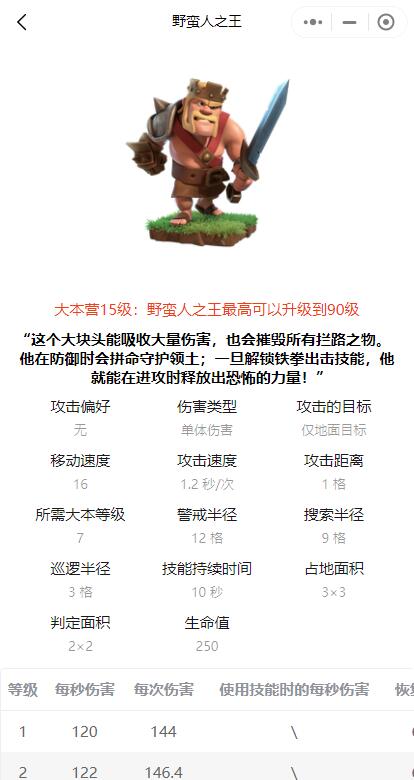 野蛮人之王
大本营15级：野蛮人之王最高可以升级到90级
“这个大块头能吸收大量伤害，也会摧毁所有拦路之物。
他在防御时会拼命守护领土；一旦解锁铁拳出击技能，他
就能在进攻时释放出恐怖的力量！”
攻击偏好 伤害类型 攻击的目标
无 单体伤害 仅地面目标
移动速度 攻击速度 攻击距离
16 1.2 秒/次 1 格
所需大本等级 警戒半径 搜索半径
7 12 格 9 格
巡逻半径 技能持续时间 占地面积
3 格 10 秒 3×3
判定面积 生命值
2×2 250
等级 每秒伤害 每次伤害 使用技能时的每秒伤害
1 120 144 \
2 122 146.4 \